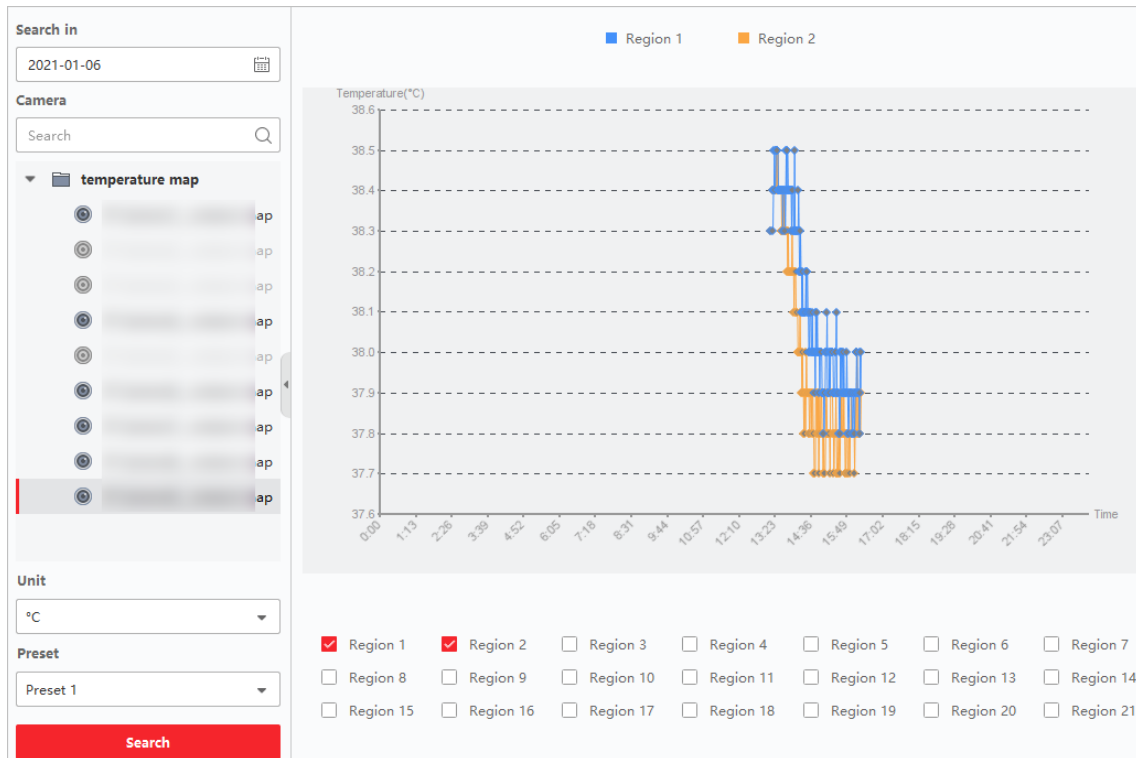 Search in
2021-01-06
Camera
Search
temperature map
ap
ap
ap
ap
ap
ap
ap
ap
ap
Unit
°C
Preset
Preset 1
Search
Region 1 Region 2
Temperature(°C)
38.6
38.5
38.4
38.3
38.2
38.1
38.0
37.9
37.8
37.7
37.6
0:00 1:13 2:26 3:39 4:52 6:05 7:18 8:31 9:44 10:57 12:10 13:23 14:36 15:49 17:02 18:15 19:28 20:41 21:54 23:07 Time
Region 1 Region 2 Region 3 Region 4 Region 5 Region 6 Region 7
Region 8 Region 9 Region 10 Region 11 Region 12 Region 13 Region 14
Region 15 Region 16 Region 17 Region 18 Region 19 Region 20 Region 21